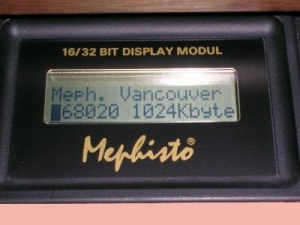 16/32 BIT DISPLAY MODUL
Meph. Vancouver
68020 1024Kbyte
Mephisto®